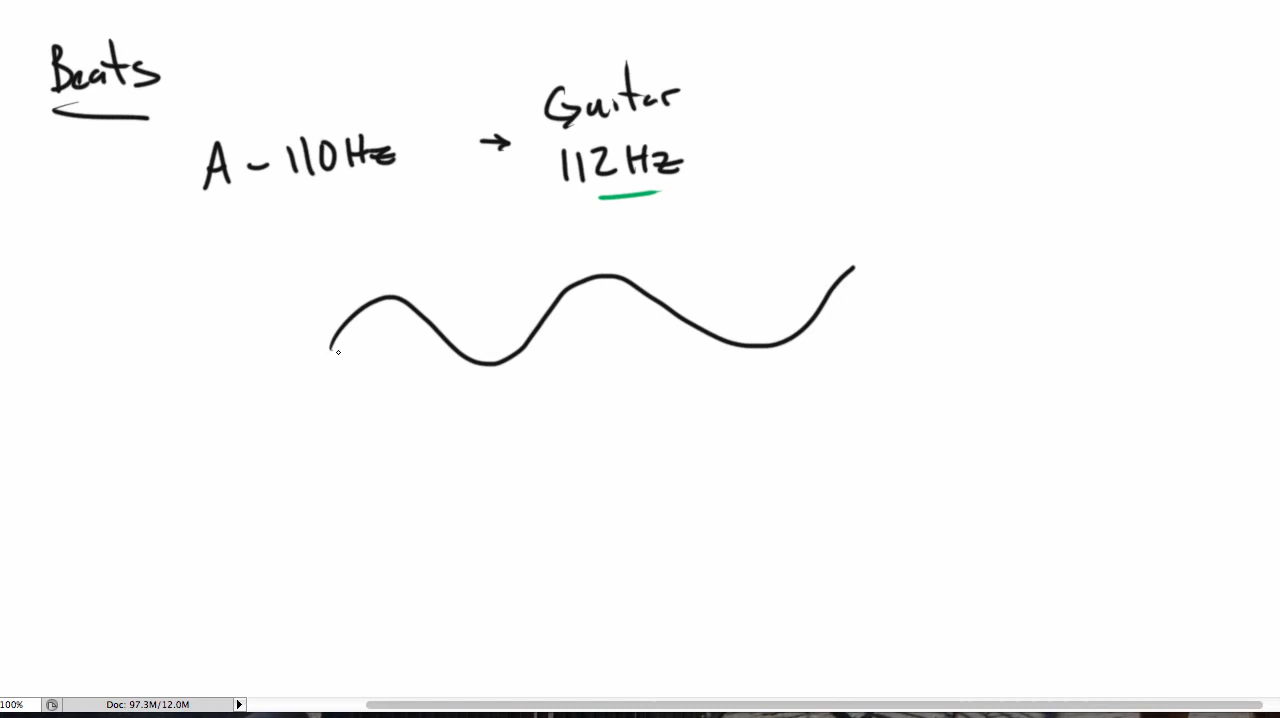 Beats
Guitar
A - 110Hz → 112Hz
100% Doc: 97.3M/12.0M